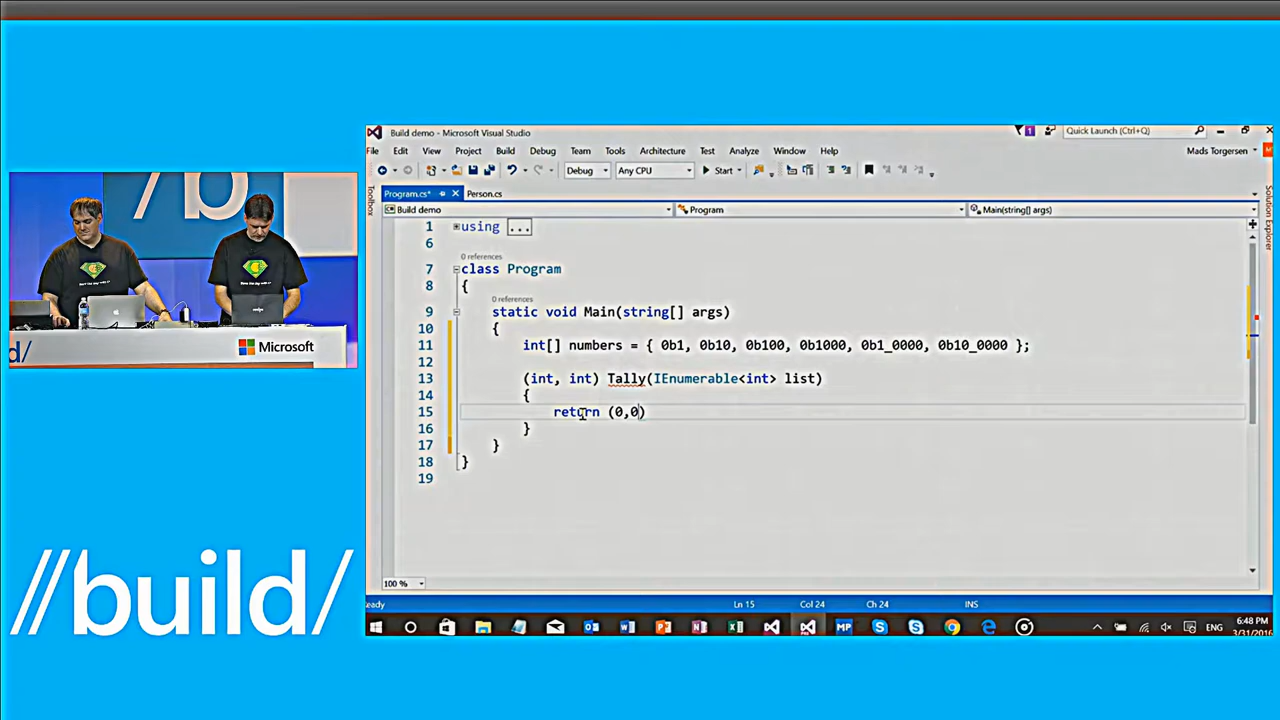 Build demo - Microsoft Visual Studio
1
Quick Launch (Ctrl+Q)
File Edit View Project Build Debug Team Tools Architecture Test Analyze Window Help
Mads Torgersen
Debug Any CPU Start
Toolbox
Program.cs* Person.cs
Solution Explorer
Build demo Program Main(string[] args)
1 using ...
6
0 references
7 class Program
8 {
0 references
9 static void Main(string[] args)
10 {
11 int[] numbers = { 0b1, 0b10, 0b100, 0b1000, 0b1_0000, 0b10_0000 };
12
13 (int, int) Tally(IEnumerable<int> list)
14 {
15 return (0,0)
16 }
17 }
18 }
19
100 %
eady Ln 15 Col 24 Ch 24 INS
ENG 6:48 PM
/b
Microsoft
d/
//build/